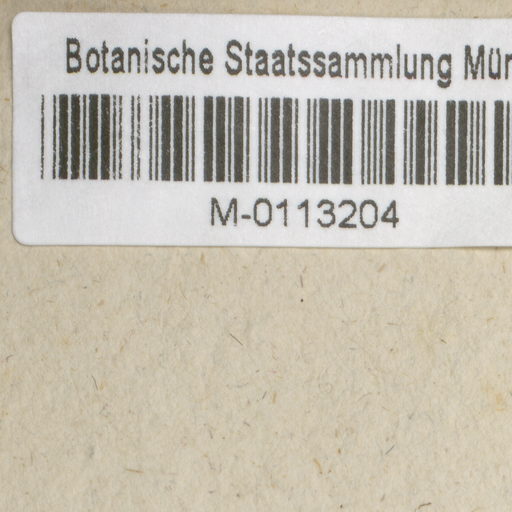 Botanische Staatssammlung Mün
M-0113204